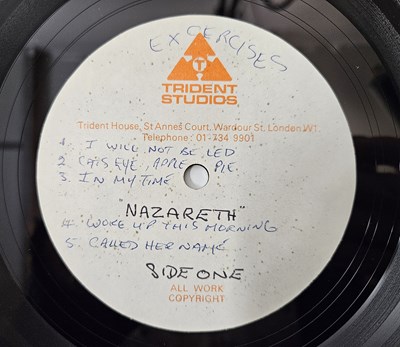 EXCERCISES
TRIDENT
STUDIOS
Trident House, St Annes Court, Wardour St. London W1.
Telephone: 01-734 9901
1. I WILL NOT BE LED
2. CATS EYE, APPLE PIE.
3. IN MY TIME
"NAZARETH"
4. WOKE UP THIS MORNING
5. CALLED HER NAME
SIDE ONE
ALL WORK
COPYRIGHT